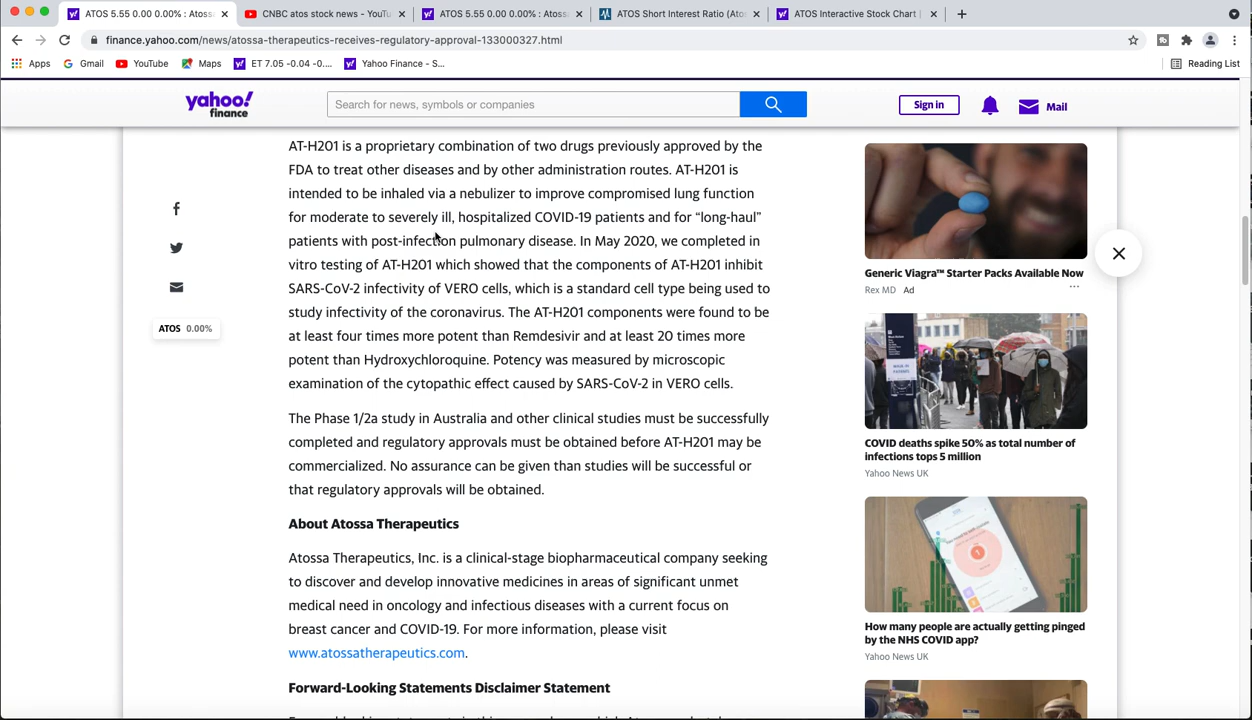 ATOS 5.55 0.00 0.00% : Atoss
CNBC atos stock news - YouTu
ATOS 5.55 0.00 0.00% : Atoss
ATOS Short Interest Ratio (Ato
ATOS Interactive Stock Chart |
finance.yahoo.com/news/atossa-therapeutics-receives-regulatory-approval-133000327.html
Apps
Gmail
YouTube
Maps
ET 7.05 -0.04 -0....
Yahoo Finance - S...
Reading List
yahoo!
finance
Search for news, symbols or companies
Sign in
Mail
AT-H201 is a proprietary combination of two drugs previously approved by the
FDA to treat other diseases and by other administration routes. AT-H201 is
intended to be inhaled via a nebulizer to improve compromised lung function
for moderate to severely ill, hospitalized COVID-19 patients and for “long-haul”
patients with post-infection pulmonary disease. In May 2020, we completed in
vitro testing of AT-H201 which showed that the components of AT-H201 inhibit
SARS-CoV-2 infectivity of VERO cells, which is a standard cell type being used to
study infectivity of the coronavirus. The AT-H201 components were found to be
at least four times more potent than Remdesivir and at least 20 times more
potent than Hydroxychloroquine. Potency was measured by microscopic
examination of the cytopathic effect caused by SARS-CoV-2 in VERO cells.
The Phase 1/2a study in Australia and other clinical studies must be successfully
completed and regulatory approvals must be obtained before AT-H201 may be
commercialized. No assurance can be given than studies will be successful or
that regulatory approvals will be obtained.
About Atossa Therapeutics
Atossa Therapeutics, Inc. is a clinical-stage biopharmaceutical company seeking
to discover and develop innovative medicines in areas of significant unmet
medical need in oncology and infectious diseases with a current focus on
breast cancer and COVID-19. For more information, please visit
www.atossatherapeutics.com.
Forward-Looking Statements Disclaimer Statement
ATOS 0.00%
Generic Viagra™ Starter Packs Available Now
Rex MD Ad
COVID deaths spike 50% as total number of
infections tops 5 million
Yahoo News UK
How many people are actually getting pinged
by the NHS COVID app?
Yahoo News UK